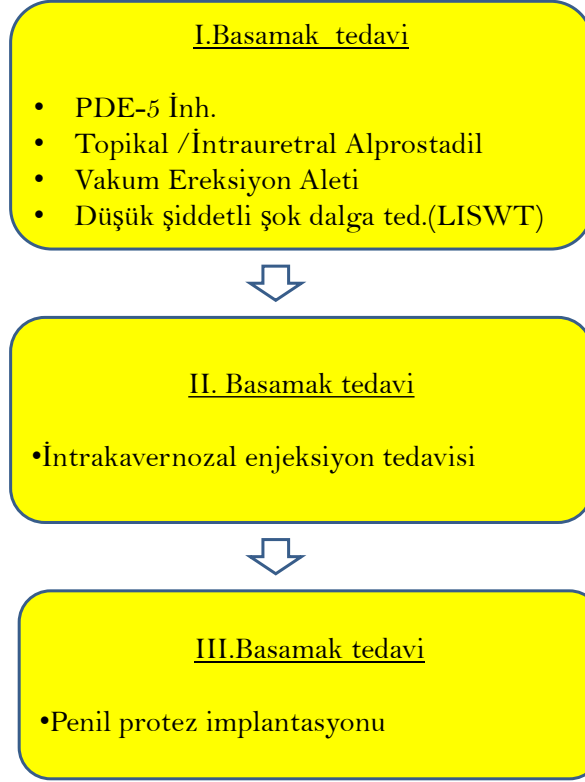 I.Basamak tedavi
• PDE-5 İnh.
• Topikal /İntrauretral Alprostadil
• Vakum Ereksiyon Aleti
• Düşük şiddetli şok dalga ted.(LISWT)
II. Basamak tedavi
•İntrakavernozal enjeksiyon tedavisi
III.Basamak tedavi
•Penil protez implantasyonu